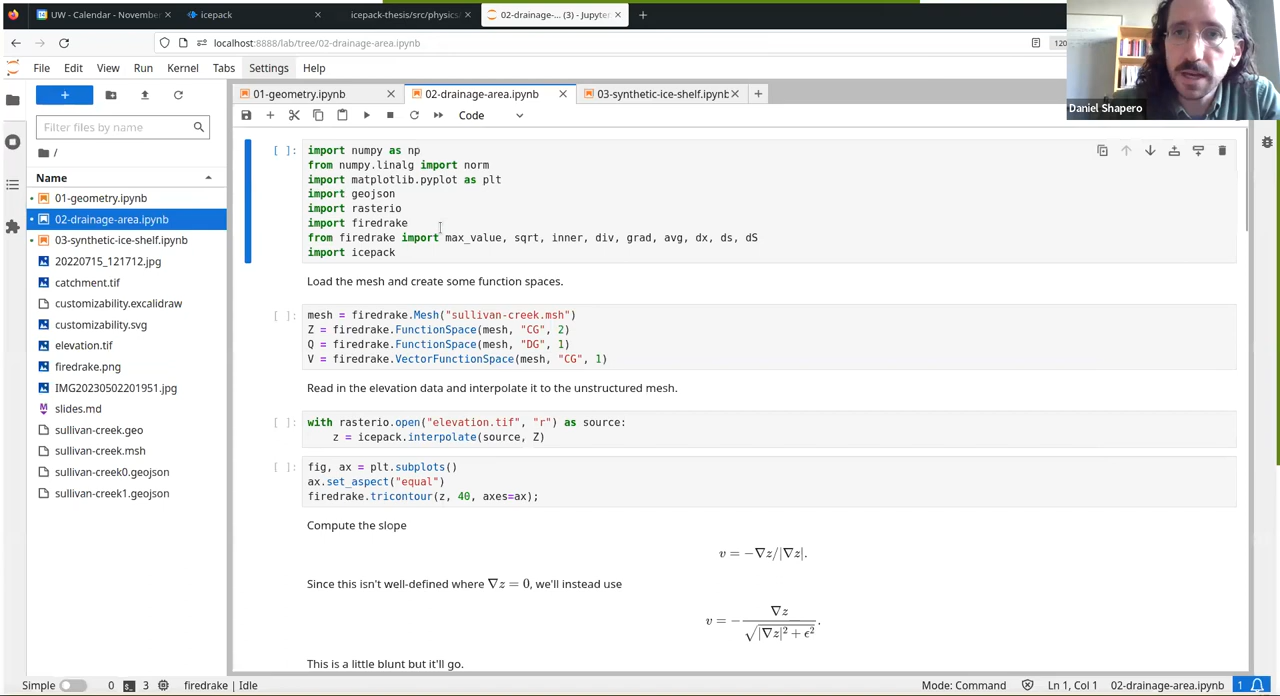 UW - Calendar - November
icepack
icepack-thesis/src/physics/
02-drainage-... (3) - Jupyter
localhost:8888/lab/tree/02-drainage-area.ipynb
120
File Edit View Run Kernel Tabs Settings Help
Daniel Shapero
01-geometry.ipynb
02-drainage-area.ipynb
03-synthetic-ice-shelf.ipynb
Code
Filter files by name
/
Name
01-geometry.ipynb
02-drainage-area.ipynb
03-synthetic-ice-shelf.ipynb
20220715_121712.jpg
catchment.tif
customizability.excalidraw
customizability.svg
elevation.tif
firedrake.png
IMG20230502201951.jpg
slides.md
sullivan-creek.geo
sullivan-creek.msh
sullivan-creek0.geojson
sullivan-creek1.geojson
[ ]:
import numpy as np
from numpy.linalg import norm
import matplotlib.pyplot as plt
import geojson
import rasterio
import firedrake
from firedrake import max_value, sqrt, inner, div, grad, avg, dx, ds, dS
import icepack
Load the mesh and create some function spaces.
[ ]:
mesh = firedrake.Mesh("sullivan-creek.msh")
Z = firedrake.FunctionSpace(mesh, "CG", 2)
Q = firedrake.FunctionSpace(mesh, "DG", 1)
V = firedrake.VectorFunctionSpace(mesh, "CG", 1)
Read in the elevation data and interpolate it to the unstructured mesh.
[ ]:
with rasterio.open("elevation.tif", "r") as source:
z = icepack.interpolate(source, Z)
[ ]:
fig, ax = plt.subplots()
ax.set_aspect("equal")
firedrake.tricontour(z, 40, axes=ax);
Compute the slope
v = −∇z/|∇z|.
Since this isn't well-defined where ∇z = 0, we'll instead use
v = − ∇z / √(|∇z|² + ϵ²).
This is a little blunt but it'll go.
Simple 0 3 firedrake | Idle
Mode: Command Ln 1, Col 1 02-drainage-area.ipynb 1